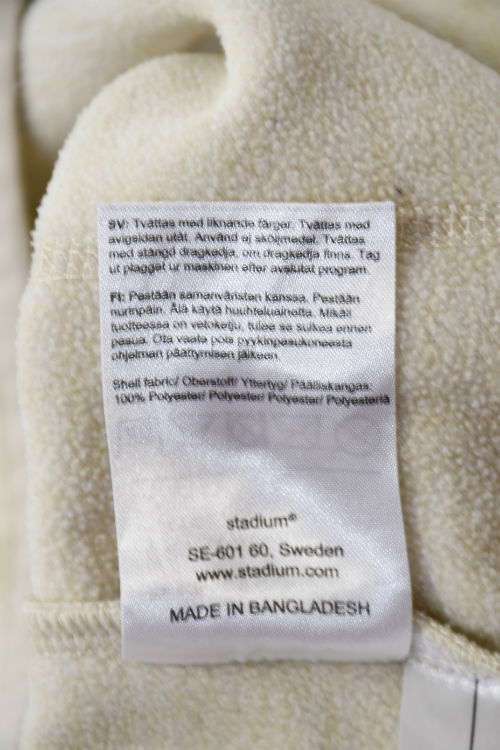 SV: Tvättas med liknande färger. Tvättas med
avigsidan utåt. Använd ej sköljmedel. Tvättas
med stängd dragkedja, om dragkedja finns. Tag
ut plagget ur maskinen efter avslutat program.
FI: Pestään samanväristen kanssa. Pestään
nurinpäin. Älä käytä huuhteluainetta. Mikäli
tuotteessa on vetoketju, tulee se sulkea ennen
pesua. Ota vaate pois pyykinpesukoneesta
ohjelman päättymisen jälkeen.
Shell fabric/ Oberstoff/ Yttertyg/ Päälliskangas:
100% Polyester/ Polyester/ Polyester/ Polyesteriä
stadium®
SE-601 60, Sweden
www.stadium.com
MADE IN BANGLADESH